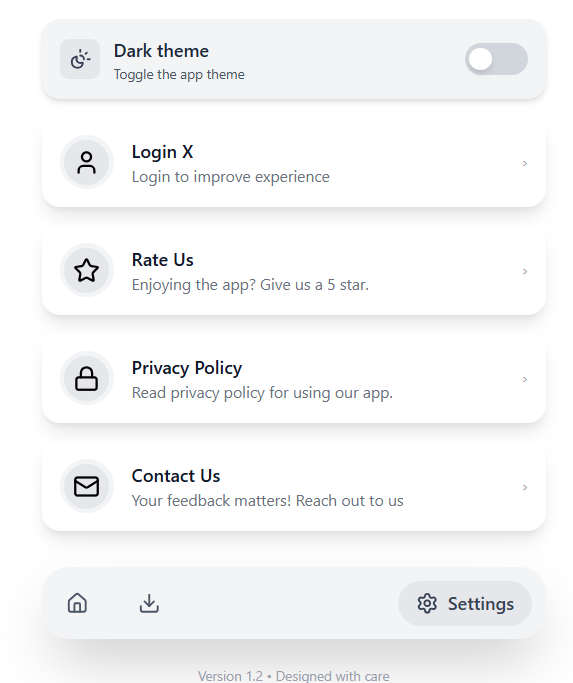 Dark theme
Toggle the app theme
Login X
Login to improve experience
Rate Us
Enjoying the app? Give us a 5 star.
Privacy Policy
Read privacy policy for using our app.
Contact Us
Your feedback matters! Reach out to us
Settings
Version 1.2 • Designed with care